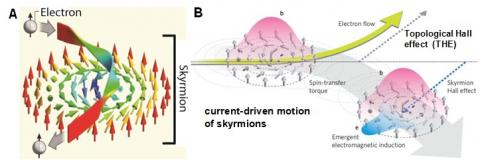 A
Electron
Skyrmion
B
b
Electron flow
Topological Hall
effect (THE)
Spin-transfer
torque
b
Skyrmion
Hall effect
current-driven motion
of skyrmions
e
Emergent
electromagnetic induction